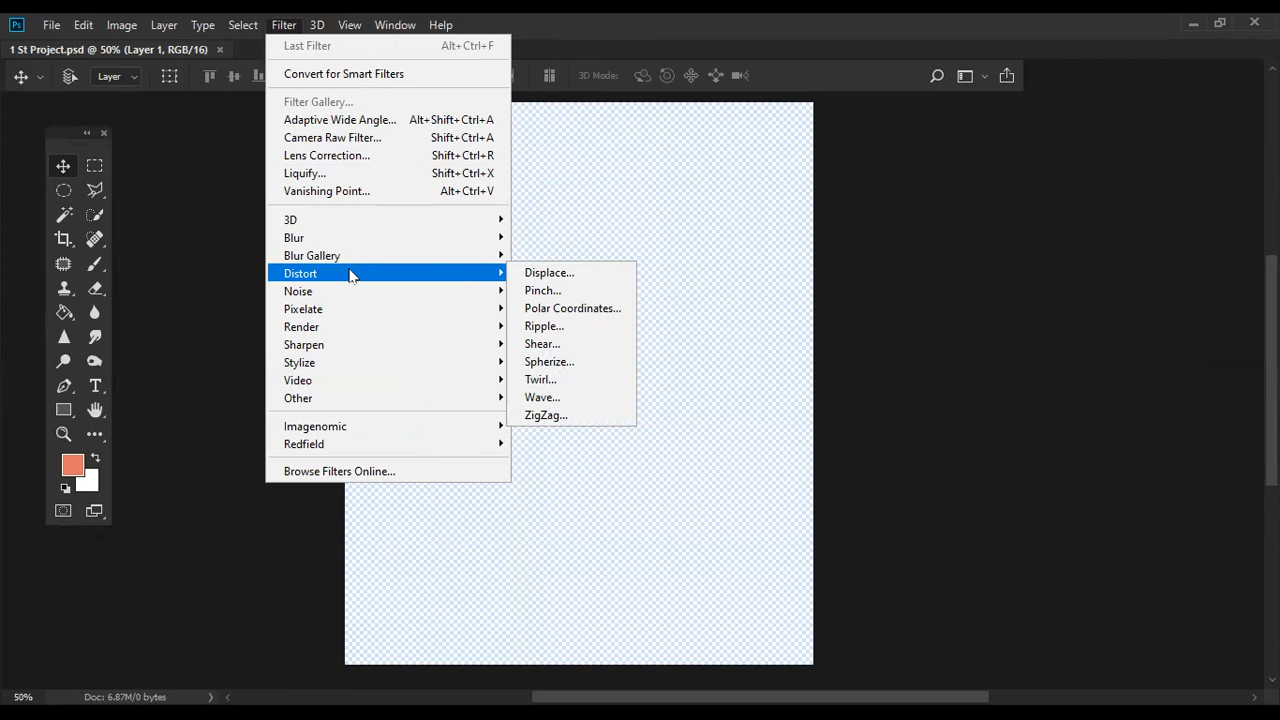 Ps File Edit Image Layer Type Select Filter 3D View Window Help
1 St Project.psd @ 50% (Layer 1, RGB/16) ×
Last Filter Alt+Ctrl+F
Layer
3D Mode:
Convert for Smart Filters
Filter Gallery...
Adaptive Wide Angle... Alt+Shift+Ctrl+A
Camera Raw Filter... Shift+Ctrl+A
Lens Correction... Shift+Ctrl+R
Liquify... Shift+Ctrl+X
Vanishing Point... Alt+Ctrl+V
3D
Blur
Blur Gallery
Distort
Noise
Pixelate
Render
Sharpen
Stylize
Video
Other
Imagenomic
Redfield
Browse Filters Online...
Displace...
Pinch...
Polar Coordinates...
Ripple...
Shear...
Spherize...
Twirl...
Wave...
ZigZag...
50% Doc: 6.87M/0 bytes